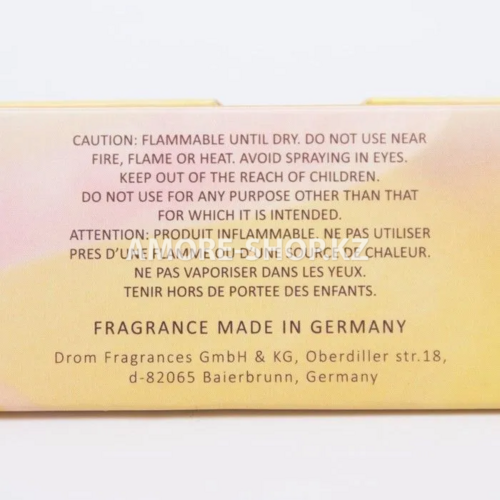 CAUTION: FLAMMABLE UNTIL DRY. DO NOT USE NEAR
FIRE, FLAME OR HEAT. AVOID SPRAYING IN EYES.
KEEP OUT OF THE REACH OF CHILDREN.
DO NOT USE FOR ANY PURPOSE OTHER THAN THAT
FOR WHICH IT IS INTENDED.
ATTENTION: PRODUIT INFLAMMABLE. NE PAS UTILISER
AMORE-SHOP.KZ
PRES D'UNE FLAMME OU D'UNE SOURCE DE CHALEUR.
NE PAS VAPORISER DANS LES YEUX.
TENIR HORS DE PORTEE DES ENFANTS.
FRAGRANCE MADE IN GERMANY
Drom Fragrances GmbH & KG, Oberdiller str.18,
d-82065 Baierbrunn, Germany